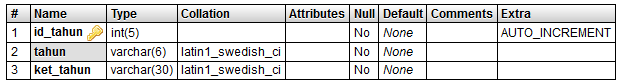 # Name Type Collation Attributes Null Default Comments Extra
1 id_tahun int(5) No None AUTO_INCREMENT
2 tahun varchar(6) latin1_swedish_ci No None
3 ket_tahun varchar(30) latin1_swedish_ci No None